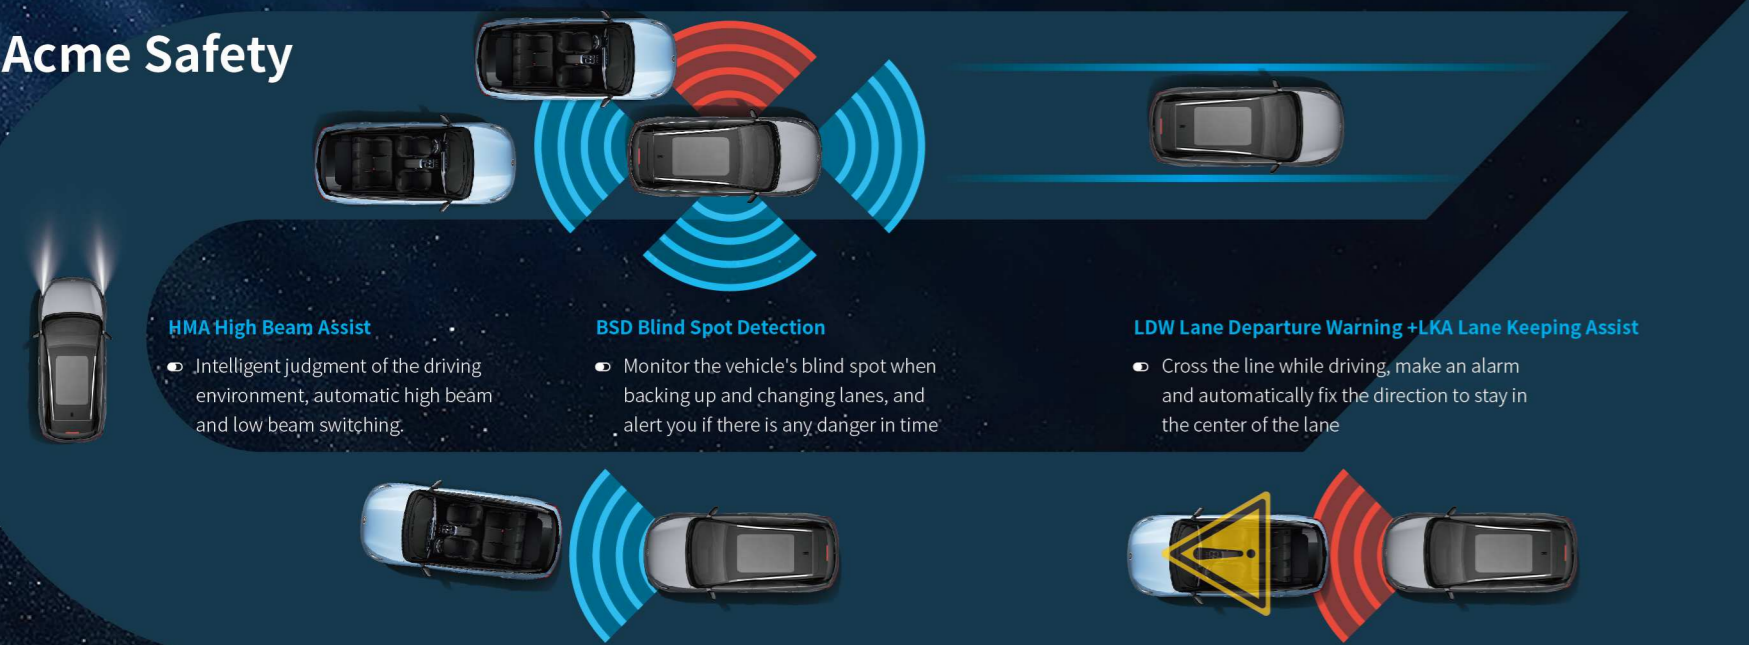 Acme Safety
HMA High Beam Assist
Intelligent judgment of the driving
environment, automatic high beam
and low beam switching.
BSD Blind Spot Detection
Monitor the vehicle's blind spot when
backing up and changing lanes, and
alert you if there is any danger in time
LDW Lane Departure Warning +LKA Lane Keeping Assist
Cross the line while driving, make an alarm
and automatically fix the direction to stay in
the center of the lane